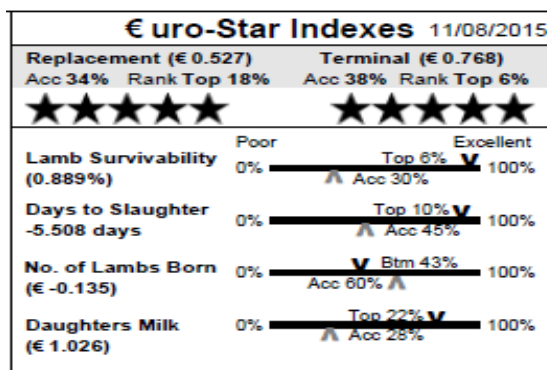 € uro-Star Indexes 11/08/2015
Replacement (€ 0.527) Terminal (€ 0.768)
Acc 34% Rank Top 18% Acc 38% Rank Top 6%
Poor Excellent
Lamb Survivability 0% Top 6% 100%
(0.889%) Acc 30%
Days to Slaughter 0% Top 10% 100%
-5.508 days Acc 45%
No. of Lambs Born 0% Btm 43% 100%
(€ -0.135) Acc 60%
Daughters Milk 0% Top 22% 100%
(€ 1.026) Acc 28%